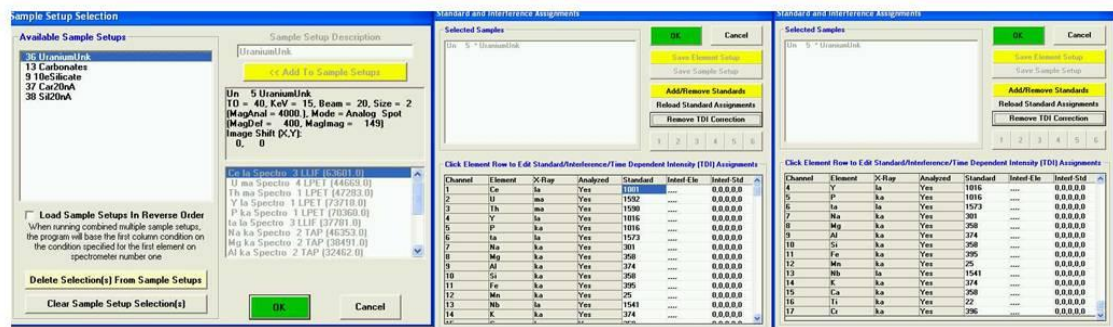 Sample Setup Selection
Available Sample Setups
36 UraniumUnk
13 Carbonates
9 10eSilicate
37 Car20nA
38 Sil20nA
Load Sample Setups In Reverse Order
When running combined multiple sample setups,
the program will base the first column condition on
the condition specified for the first element on
spectrometer number one
Delete Selection(s) From Sample Setups
Clear Sample Setup Selection(s)
Sample Setup Description
UraniumUnk
<< Add To Sample Setups
Un 5 UraniumUnk
TO = 40, KeV = 15, Beam = 20, Size = 2
(MagAnal = 4000.), Mode = Analog Spot
(MagDef = 400, MagImag = 149)
Image Shift (X,Y):
0, 0
Ce la Spectro 3 LLIF (63601.0)
U ma Spectro 4 LPET (44669.0)
Th ma Spectro 1 LPET (47283.0)
Y la Spectro 1 LPET (73710.0)
P ka Spectro 1 LPET (70360.0)
ta la Spectro 3 LLIF (37781.0)
Na ka Spectro 2 TAP (46353.0)
Mg ka Spectro 2 TAP (38491.0)
Al ka Spectro 2 TAP (32462.0)
OK Cancel
Standard and Interference Assignments
Selected Samples
Un 5 * UraniumUnk
OK Cancel
Save Element Setup
Save Sample Setup
Add/Remove Standards
Reload Standard Assignments
Remove TDI Correction
1 2 3 4 5 6
Click Element Row to Edit Standard/Interference/Time Dependent Intensity (TDI) Assignments
Channel Element X-Ray Analyzed Standard Interf-Ele Interf-Std
1 Ce la Yes 1001 .... 0,0,0,0,0
2 U ma Yes 1592 .... 0,0,0,0,0
3 Th ma Yes 1590 .... 0,0,0,0,0
4 Y la Yes 1016 .... 0,0,0,0,0
5 P ka Yes 1016 .... 0,0,0,0,0
6 ta la Yes 1573 .... 0,0,0,0,0
7 Na ka Yes 301 .... 0,0,0,0,0
8 Mg ka Yes 358 .... 0,0,0,0,0
9 Al ka Yes 374 .... 0,0,0,0,0
10 Si ka Yes 358 .... 0,0,0,0,0
11 Fe ka Yes 395 .... 0,0,0,0,0
12 Mn ka Yes 25 .... 0,0,0,0,0
13 Nb la Yes 1541 .... 0,0,0,0,0
14 K ka Yes 374 .... 0,0,0,0,0
Standard and Interference Assignments
Selected Samples
Un 5 * UraniumUnk
OK Cancel
Save Element Setup
Save Sample Setup
Add/Remove Standards
Reload Standard Assignments
Remove TDI Correction
1 2 3 4 5 6
Click Element Row to Edit Standard/Interference/Time Dependent Intensity (TDI) Assignments
Channel Element X-Ray Analyzed Standard Interf-Ele Interf-Std
4 Y la Yes 1016 .... 0,0,0,0,0
5 P ka Yes 1016 .... 0,0,0,0,0
6 ta la Yes 1573 .... 0,0,0,0,0
7 Na ka Yes 301 .... 0,0,0,0,0
8 Mg ka Yes 358 .... 0,0,0,0,0
9 Al ka Yes 374 .... 0,0,0,0,0
10 Si ka Yes 358 .... 0,0,0,0,0
11 Fe ka Yes 395 .... 0,0,0,0,0
12 Mn ka Yes 25 .... 0,0,0,0,0
13 Nb la Yes 1541 .... 0,0,0,0,0
14 K ka Yes 374 .... 0,0,0,0,0
15 Ca ka Yes 358 .... 0,0,0,0,0
16 Ti ka Yes 22 .... 0,0,0,0,0
17 Cr ka Yes 396 .... 0,0,0,0,0